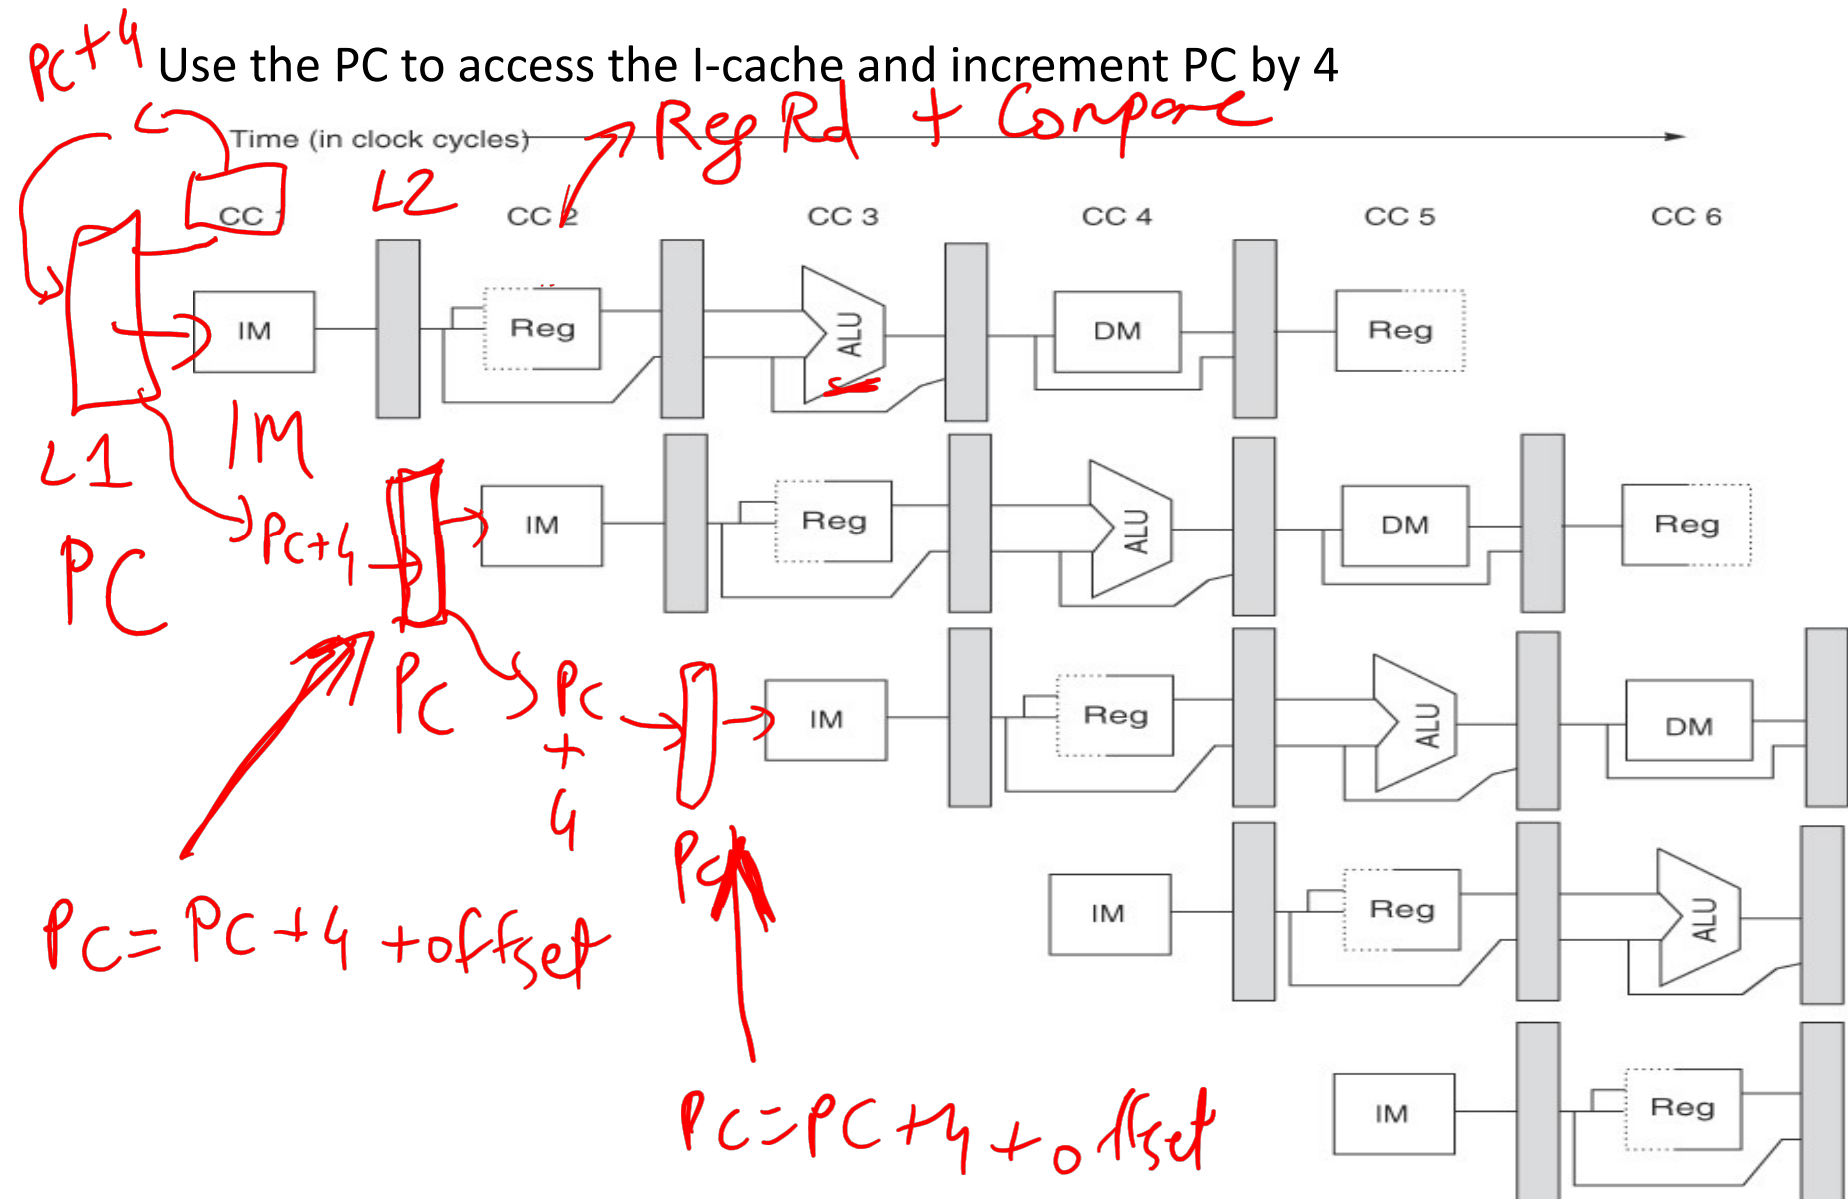 PC+4
Use the PC to access the I-cache and increment PC by 4
Reg Rd + Compare
Time (in clock cycles)
L2
CC 1 CC 2 CC 3 CC 4 CC 5 CC 6
IM Reg ALU DM Reg
L1 IM
PC
PC+4
IM Reg ALU DM Reg
PC
PC
+
4
IM Reg ALU DM
PC
IM Reg ALU
PC=PC+4+offset
IM Reg
PC=PC+4+offset